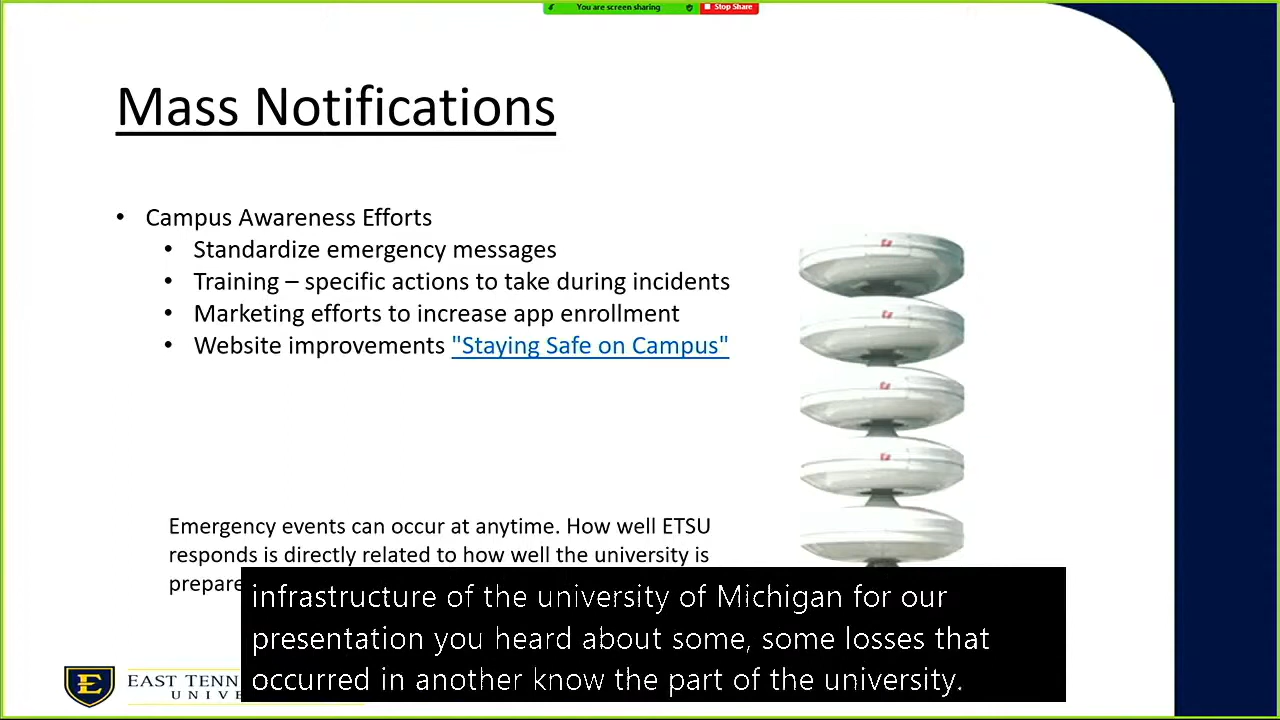 You are screen sharing
Stop Share
Mass Notifications
• Campus Awareness Efforts
• Standardize emergency messages
• Training – specific actions to take during incidents
• Marketing efforts to increase app enrollment
• Website improvements "Staying Safe on Campus"
Emergency events can occur at anytime. How well ETSU
responds is directly related to how well the university is
prepare
infrastructure of the university of Michigan for our
presentation you heard about some, some losses that
occurred in another know the part of the university.
E
EAST TENN
UNIV